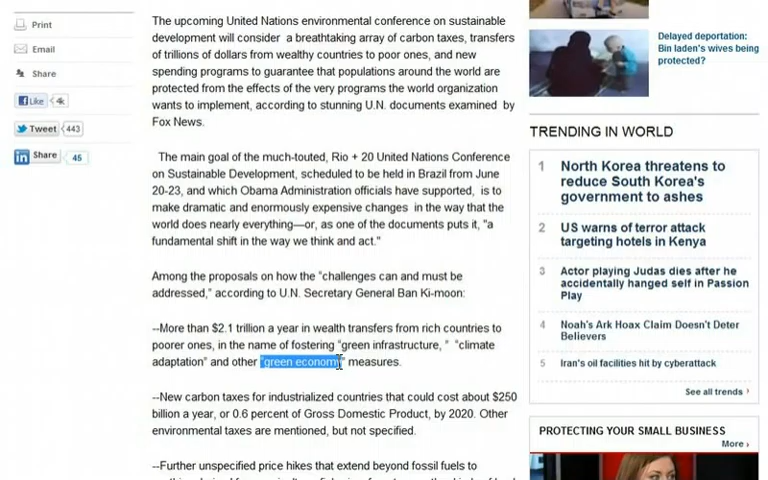 Print
Email
Share
Like 4k
Tweet 443
Share 45
The upcoming United Nations environmental conference on sustainable
development will consider a breathtaking array of carbon taxes, transfers
of trillions of dollars from wealthy countries to poor ones, and new
spending programs to guarantee that populations around the world are
protected from the effects of the very programs the world organization
wants to implement, according to stunning U.N. documents examined by
Fox News.
The main goal of the much-touted, Rio + 20 United Nations Conference
on Sustainable Development, scheduled to be held in Brazil from June
20-23, and which Obama Administration officials have supported, is to
make dramatic and enormously expensive changes in the way that the
world does nearly everything—or, as one of the documents puts it, "a
fundamental shift in the way we think and act."
Among the proposals on how the “challenges can and must be
addressed,” according to U.N. Secretary General Ban Ki-moon:
--More than $2.1 trillion a year in wealth transfers from rich countries to
poorer ones, in the name of fostering “green infrastructure, ” “climate
adaptation” and other “green economy” measures.
--New carbon taxes for industrialized countries that could cost about $250
billion a year, or 0.6 percent of Gross Domestic Product, by 2020. Other
environmental taxes are mentioned, but not specified.
--Further unspecified price hikes that extend beyond fossil fuels to
Delayed deportation:
Bin laden's wives being
protected?
TRENDING IN WORLD
1 North Korea threatens to
reduce South Korea's
government to ashes
2 US warns of terror attack
targeting hotels in Kenya
3 Actor playing Judas dies after he
accidentally hanged self in Passion
Play
4 Noah's Ark Hoax Claim Doesn't Deter
Believers
5 Iran's oil facilities hit by cyberattack
See all trends ›
PROTECTING YOUR SMALL BUSINESS
More ›